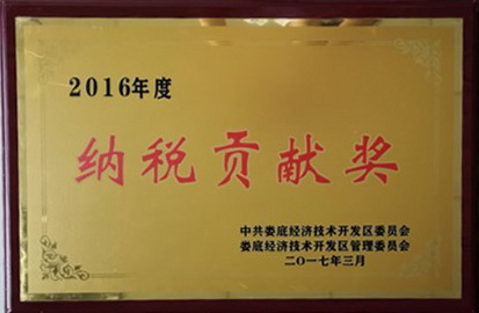 2016年度
纳税贡献奖
中共娄底经济技术开发区委员会
娄底经济技术开发区管理委员会
二〇一七年三月